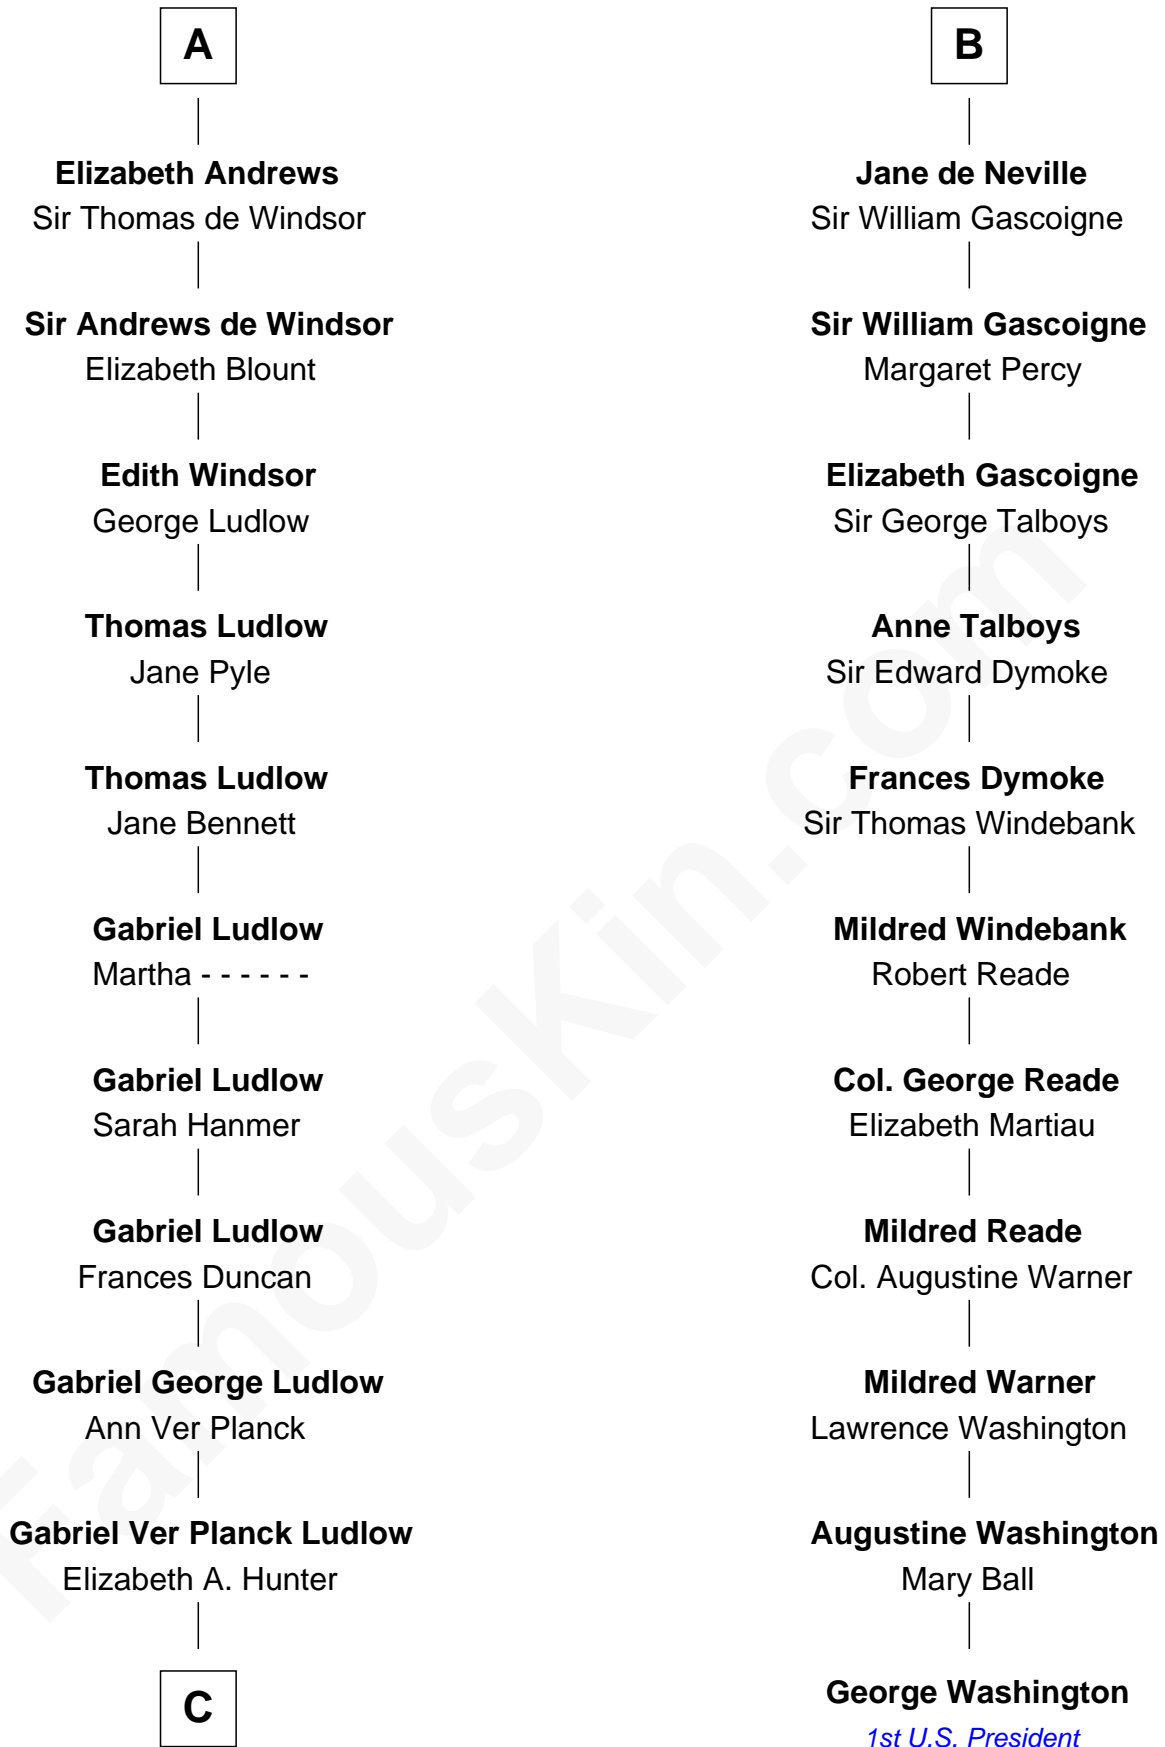 A
Elizabeth Andrews
Sir Thomas de Windsor
Sir Andrews de Windsor
Elizabeth Blount
Edith Windsor
George Ludlow
Thomas Ludlow
Jane Pyle
Thomas Ludlow
Jane Bennett
Gabriel Ludlow
Martha - - - - - -
Gabriel Ludlow
Sarah Hanmer
Gabriel Ludlow
Frances Duncan
Gabriel George Ludlow
Ann Ver Planck
Gabriel Ver Planck Ludlow
Elizabeth A. Hunter
C
B
Jane de Neville
Sir William Gascoigne
Sir William Gascoigne
Margaret Percy
Elizabeth Gascoigne
Sir George Talboys
Anne Talboys
Sir Edward Dymoke
Frances Dymoke
Sir Thomas Windebank
Mildred Windebank
Robert Reade
Col. George Reade
Elizabeth Martiau
Mildred Reade
Col. Augustine Warner
Mildred Warner
Lawrence Washington
Augustine Washington
Mary Ball
George Washington
1st U.S. President
FamousKin.com